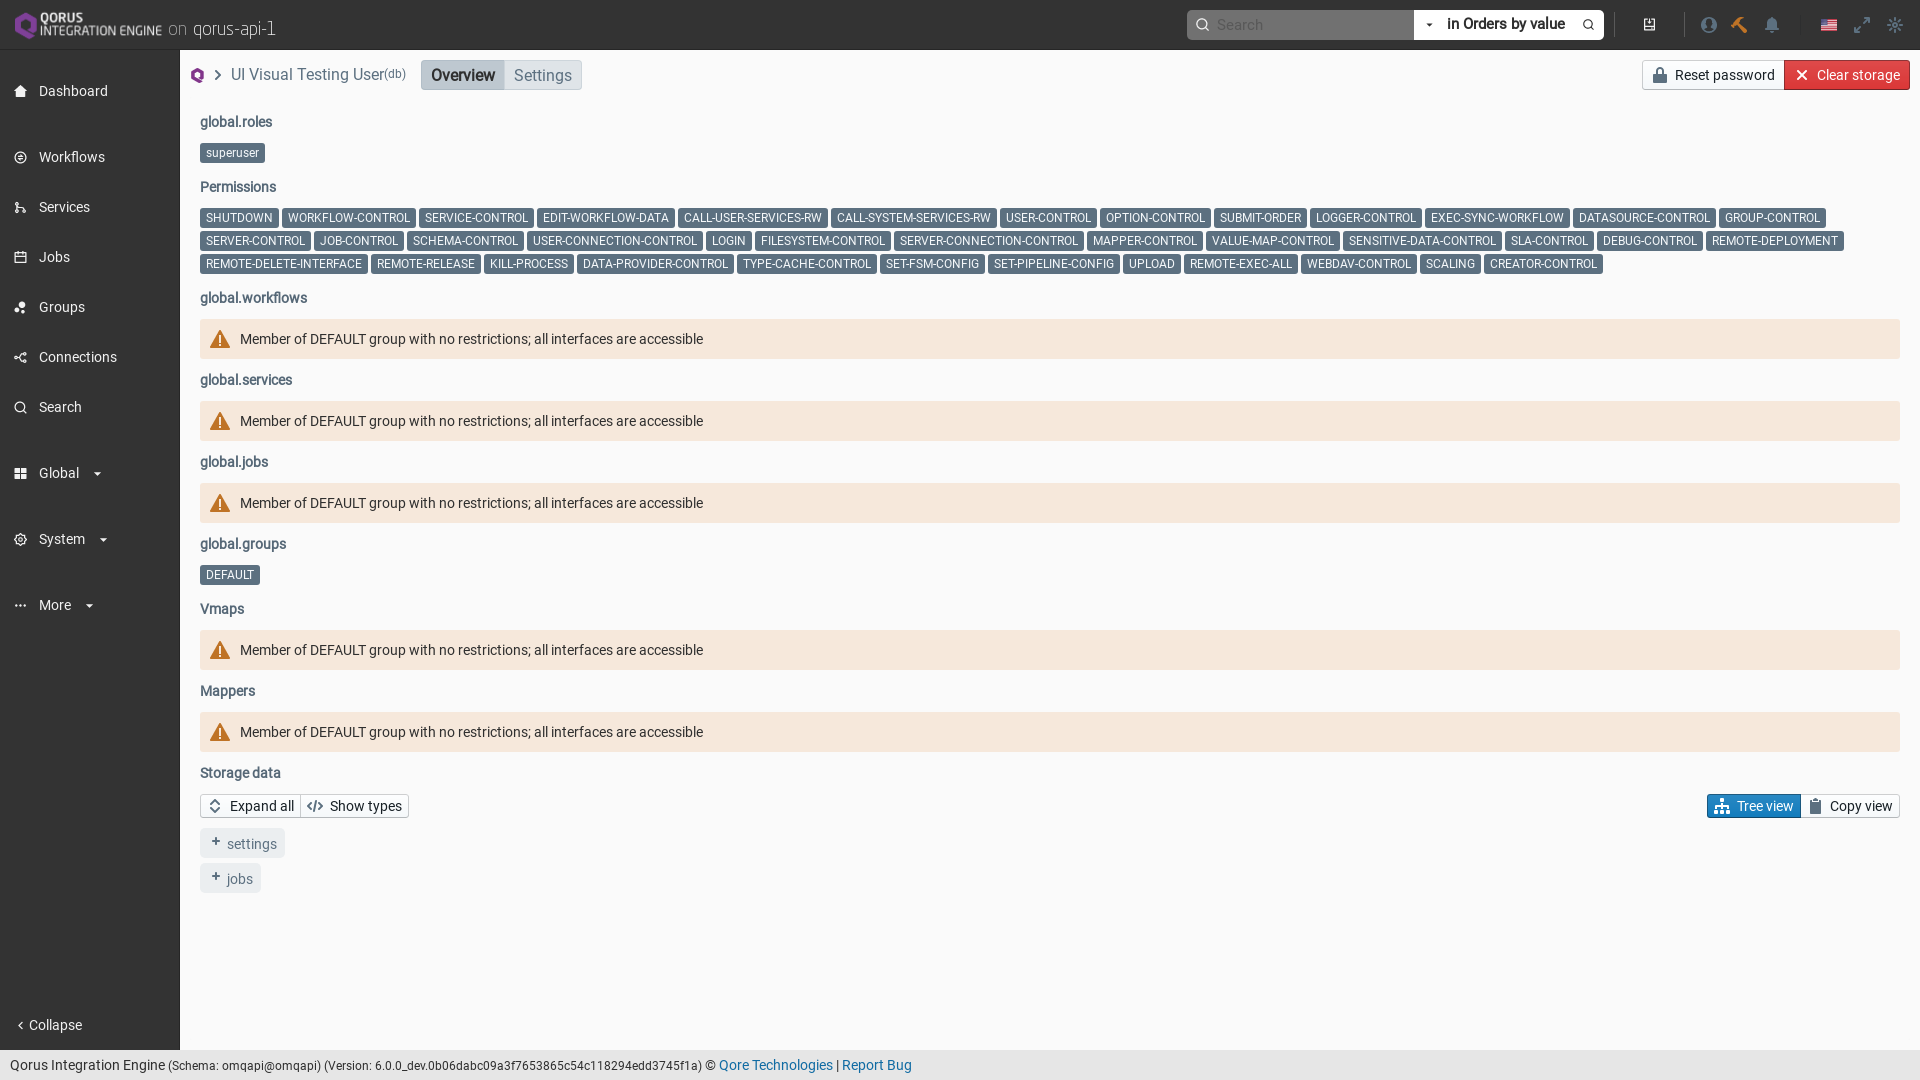 QORUS INTEGRATION ENGINE on qorus-api-1
Search
in Orders by value
Dashboard
Workflows
Services
Jobs
Groups
Connections
Search
Global
System
More
Collapse
UI Visual Testing User(db)
Overview Settings
Reset password
Clear storage
global.roles
superuser
Permissions
SHUTDOWN WORKFLOW-CONTROL SERVICE-CONTROL EDIT-WORKFLOW-DATA CALL-USER-SERVICES-RW CALL-SYSTEM-SERVICES-RW USER-CONTROL OPTION-CONTROL SUBMIT-ORDER LOGGER-CONTROL EXEC-SYNC-WORKFLOW DATASOURCE-CONTROL GROUP-CONTROL
SERVER-CONTROL JOB-CONTROL SCHEMA-CONTROL USER-CONNECTION-CONTROL LOGIN FILESYSTEM-CONTROL SERVER-CONNECTION-CONTROL MAPPER-CONTROL VALUE-MAP-CONTROL SENSITIVE-DATA-CONTROL SLA-CONTROL DEBUG-CONTROL REMOTE-DEPLOYMENT
REMOTE-DELETE-INTERFACE REMOTE-RELEASE KILL-PROCESS DATA-PROVIDER-CONTROL TYPE-CACHE-CONTROL SET-FSM-CONFIG SET-PIPELINE-CONFIG UPLOAD REMOTE-EXEC-ALL WEBDAV-CONTROL SCALING CREATOR-CONTROL
global.workflows
Member of DEFAULT group with no restrictions; all interfaces are accessible
global.services
Member of DEFAULT group with no restrictions; all interfaces are accessible
global.jobs
Member of DEFAULT group with no restrictions; all interfaces are accessible
global.groups
DEFAULT
Vmaps
Member of DEFAULT group with no restrictions; all interfaces are accessible
Mappers
Member of DEFAULT group with no restrictions; all interfaces are accessible
Storage data
Expand all Show types Tree view Copy view
+ settings
+ jobs
Qorus Integration Engine (Schema: omqapi@omqapi) (Version: 6.0.0_dev.0b06dabc09a3f7653865c54c118294edd3745f1a) © Qore Technologies | Report Bug